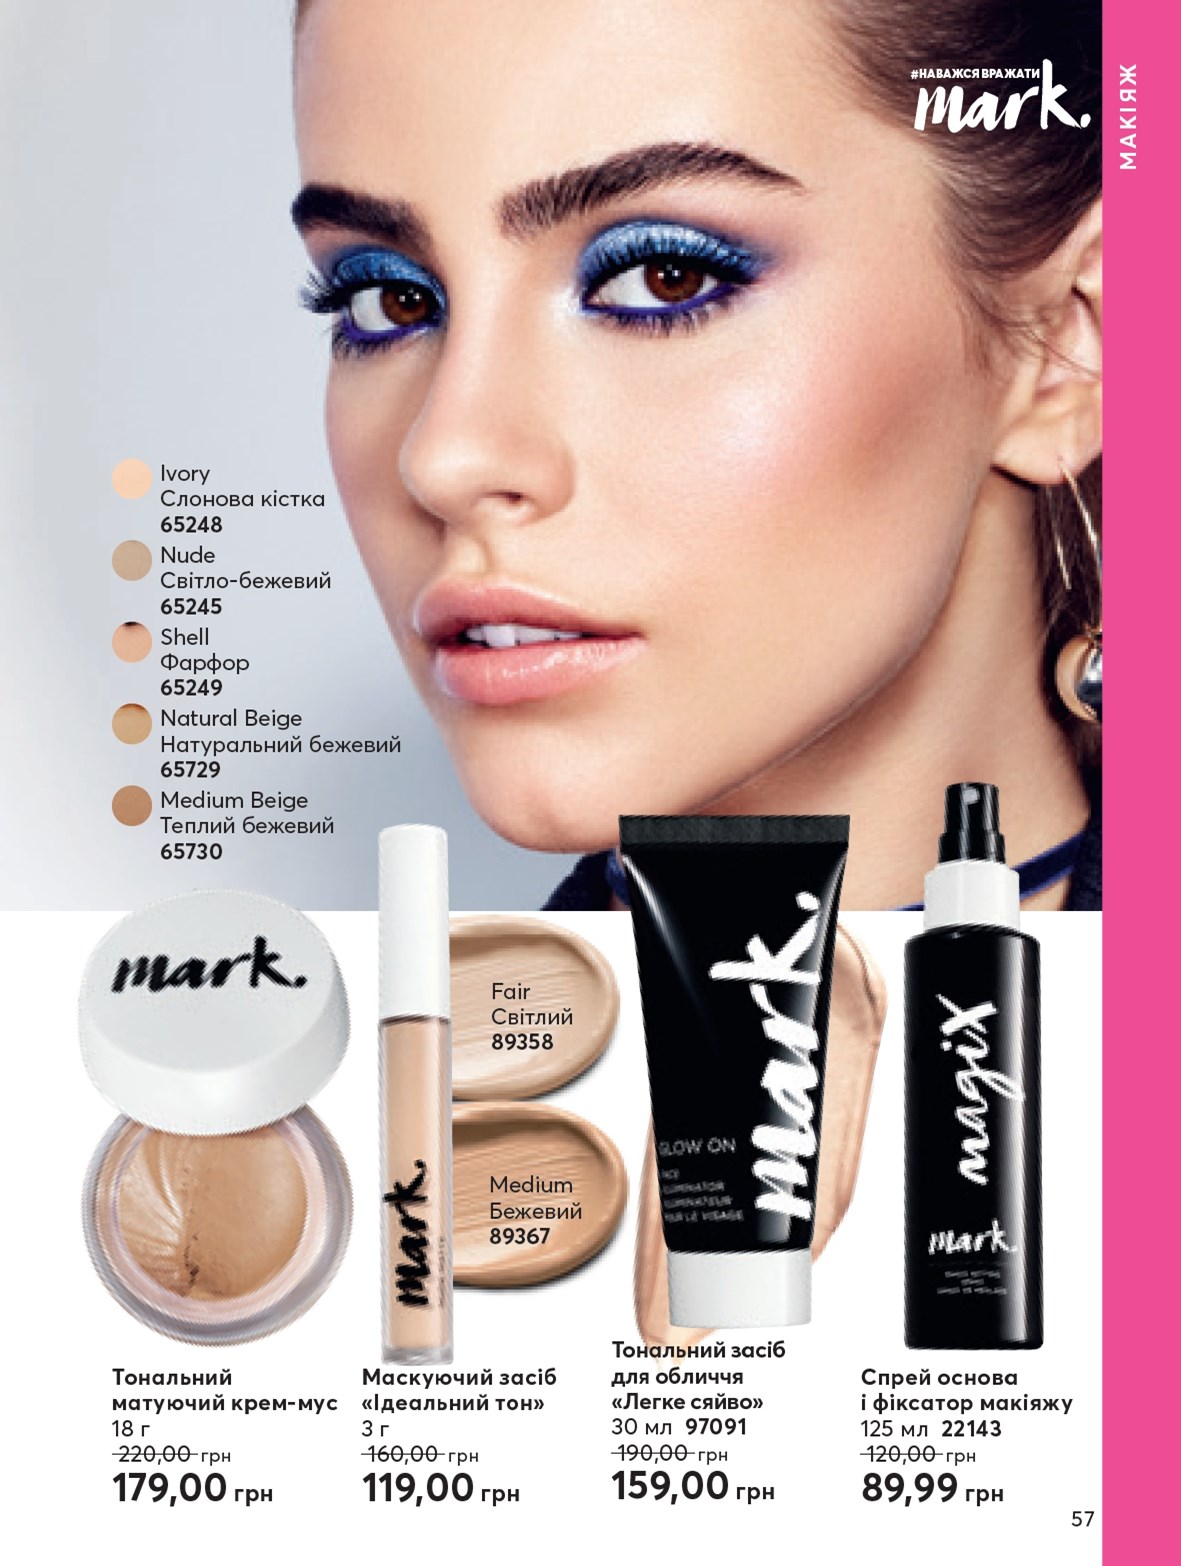 #НАВАЖСЯ ВРАЖАТИ
mark.
МАКІЯЖ
Ivory
Слонова кістка
65248
Nude
Світло-бежевий
65245
Shell
Фарфор
65249
Natural Beige
Натуральний бежевий
65729
Medium Beige
Теплий бежевий
65730
mark.
mark.
Fair
Світлий
89358
Medium
Бежевий
89367
mark.
GLOW ON
magix
mark.
Тональний
матуючий крем-мус
18 г
220,00 грн
179,00 грн
Маскуючий засіб
«Ідеальний тон»
3 г
160,00 грн
119,00 грн
Тональний засіб
для обличчя
«Легке сяйво»
30 мл 97091
190,00 грн
159,00 грн
Спрей основа
і фіксатор макіяжу
125 мл 22143
120,00 грн
89,99 грн
57